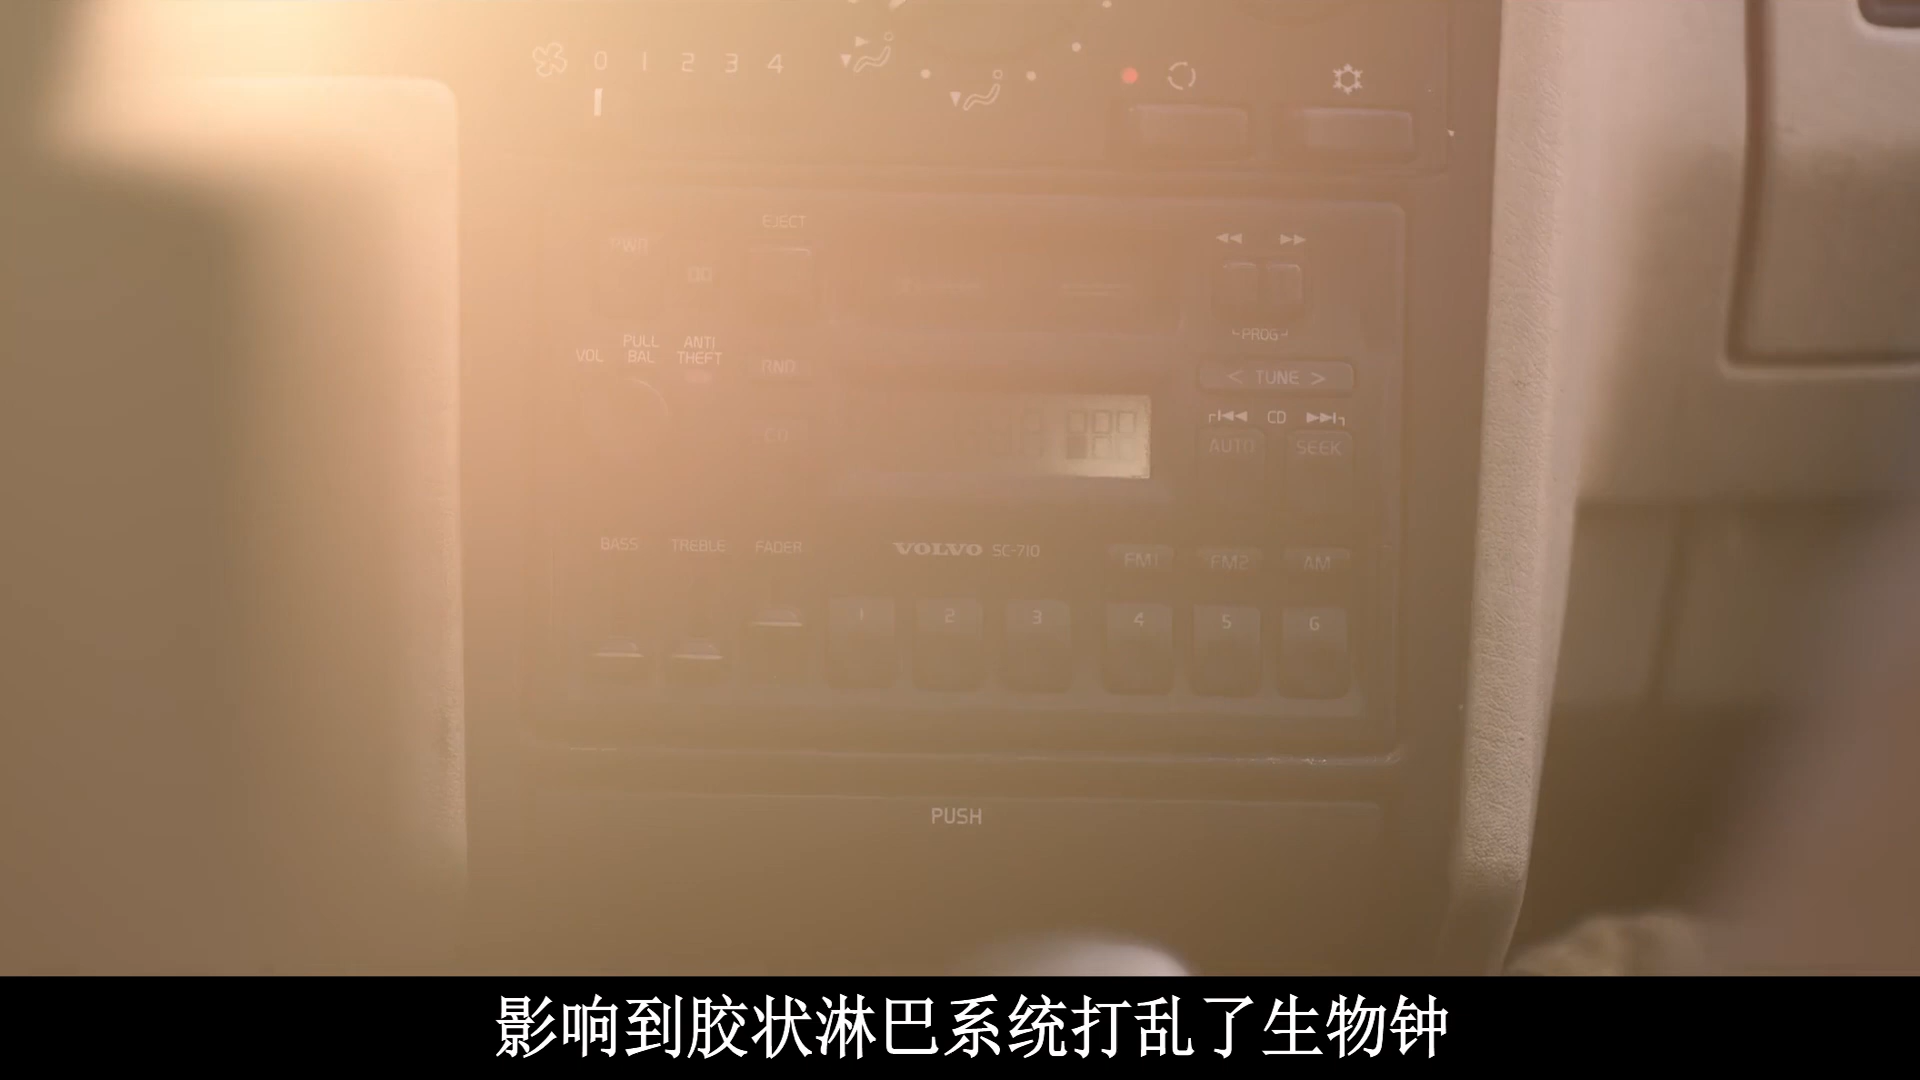 0 1 2 3 4
EJECT
PWR
PROG
PULL ANTI
VOL BAL THEFT
RND
< TUNE >
CD
CD
AUTO SEEK
BASS TREBLE FADER
VOLVO SC-710
FM1 FM2 AM
1 2 3 4 5 6
PUSH
影响到胶状淋巴系统打乱了生物钟